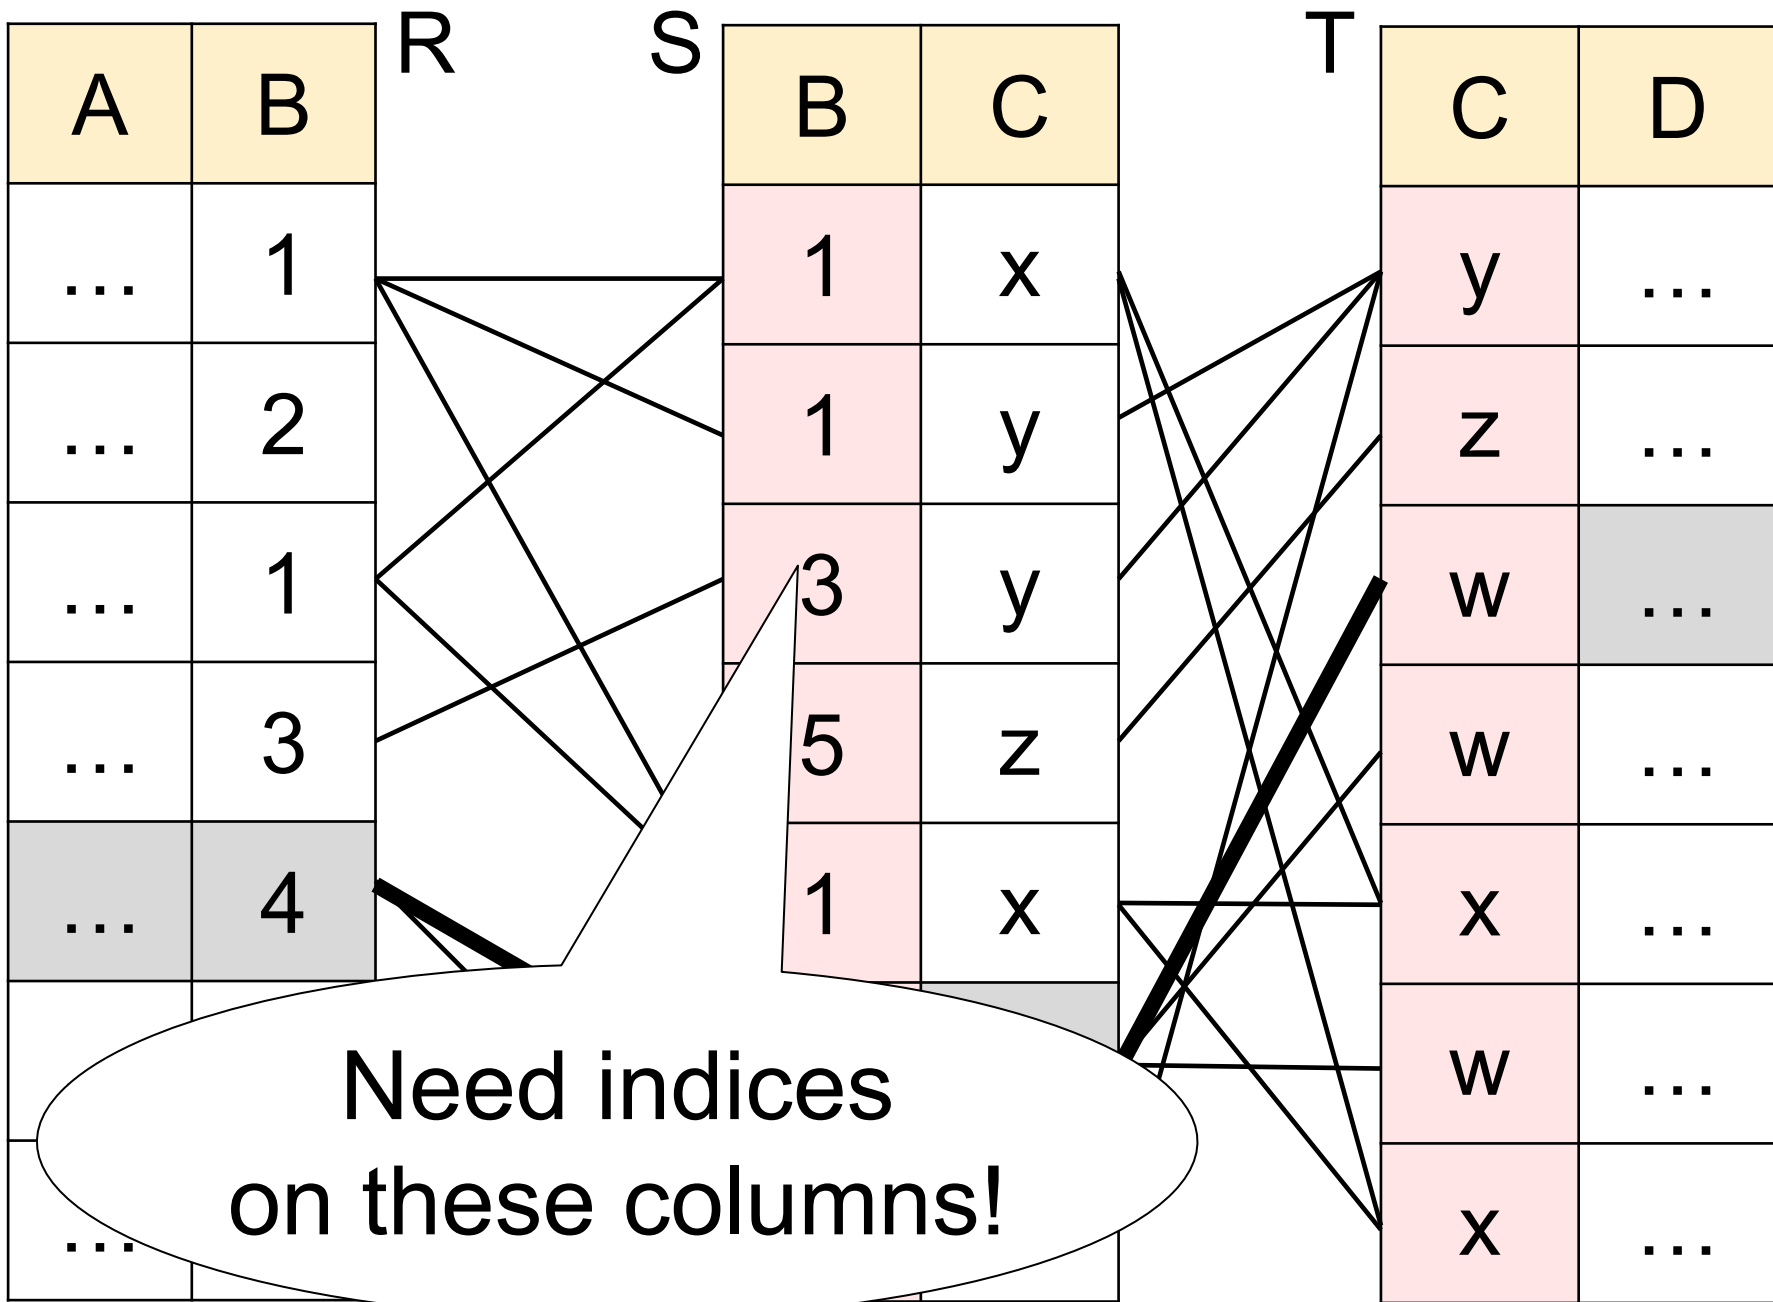 R S T
A B B C C D
… 1 1 x y …
… 2 1 y z …
… 1 3 y w …
… 3 5 z w …
… 4 1 x x …
w …
… x …
Need indices
on these columns!